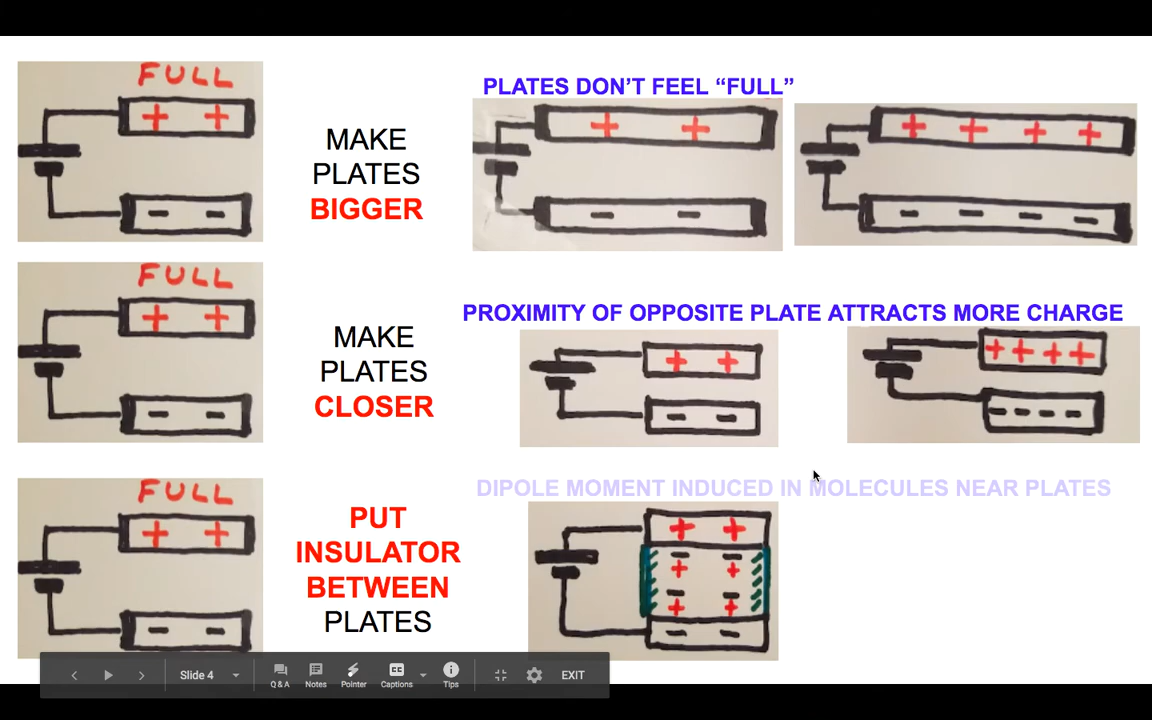 FULL
MAKE
PLATES
BIGGER
PLATES DON’T FEEL “FULL”
+ +
- -
+ +
- -
+ + + +
- - - -
FULL
MAKE
PLATES
CLOSER
PROXIMITY OF OPPOSITE PLATE ATTRACTS MORE CHARGE
+ +
- -
+ +
- -
+ + + +
- - - -
FULL
PUT
INSULATOR
BETWEEN
PLATES
DIPOLE MOMENT INDUCED IN MOLECULES NEAR PLATES
+ +
- -
+ +
- -
+ +
- -
+ +
- -
Slide 4
Q & A
Notes
Pointer
CC
Captions
Tips
EXIT